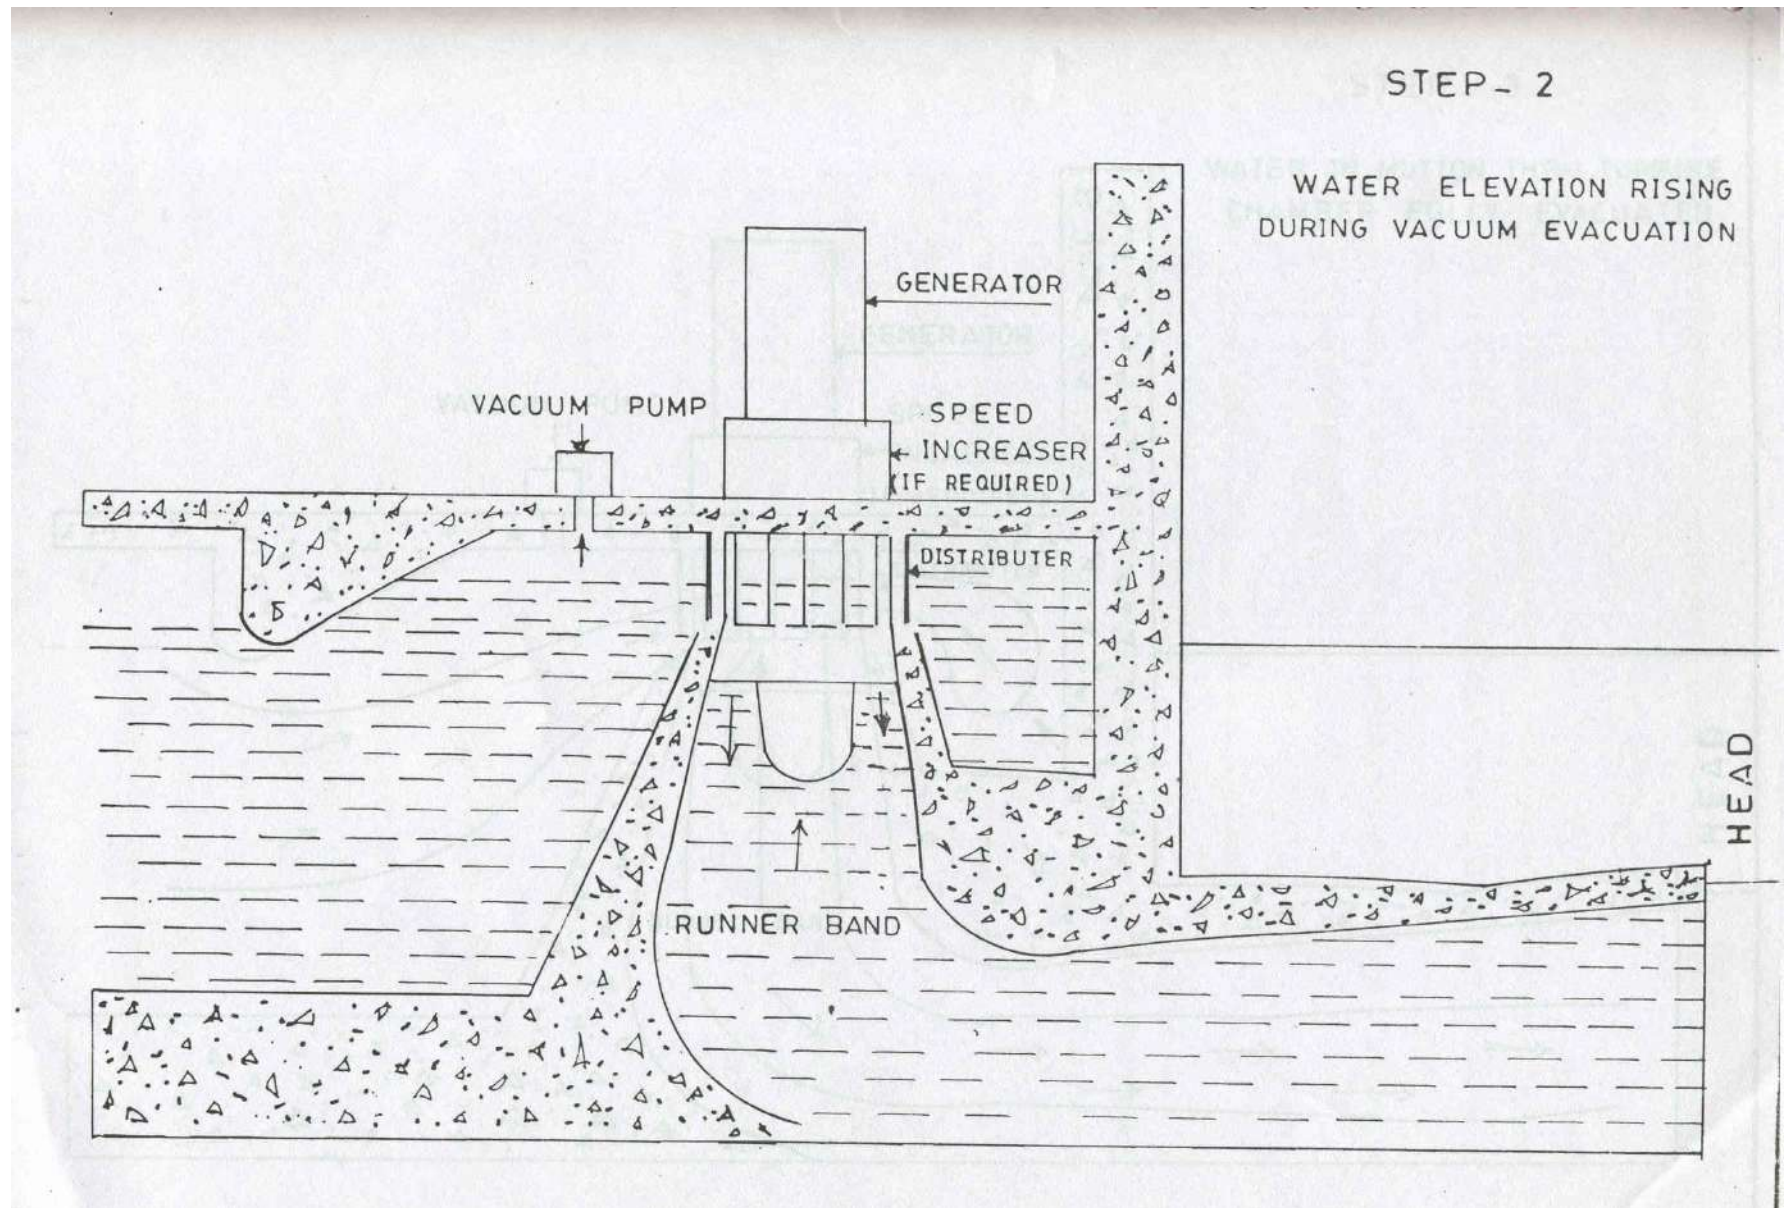 STEP - 2
WATER ELEVATION RISING
DURING VACUUM EVACUATION
GENERATOR
VACUUM PUMP
SPEED
INCREASER
(IF REQUIRED)
DISTRIBUTER
HEAD
RUNNER BAND